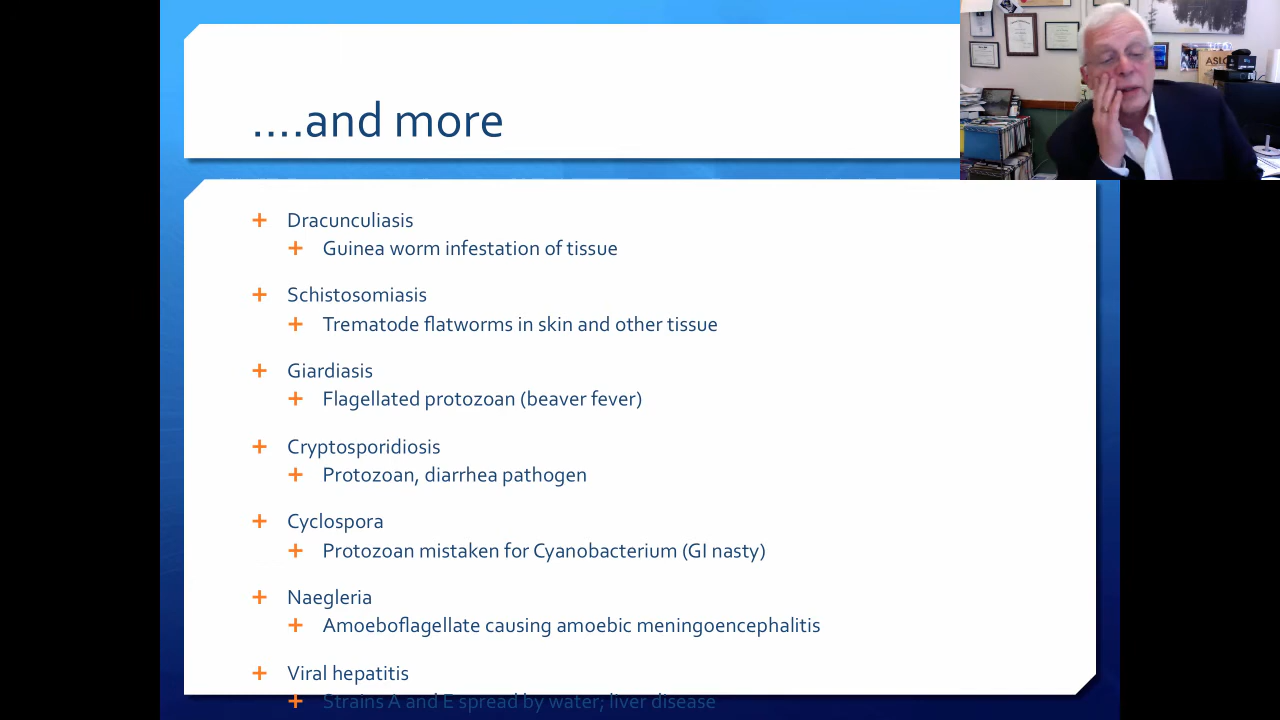 ....and more
Dracunculiasis
Guinea worm infestation of tissue
Schistosomiasis
Trematode flatworms in skin and other tissue
Giardiasis
Flagellated protozoan (beaver fever)
Cryptosporidiosis
Protozoan, diarrhea pathogen
Cyclospora
Protozoan mistaken for Cyanobacterium (GI nasty)
Naegleria
Amoeboflagellate causing amoebic meningoencephalitis
Viral hepatitis
Strains A and E spread by water; liver disease